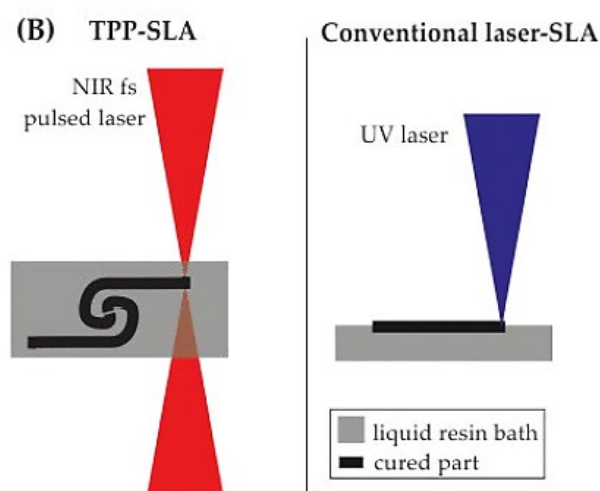 (B) TPP-SLA
NIR fs
pulsed laser
Conventional laser-SLA
UV laser
liquid resin bath
cured part